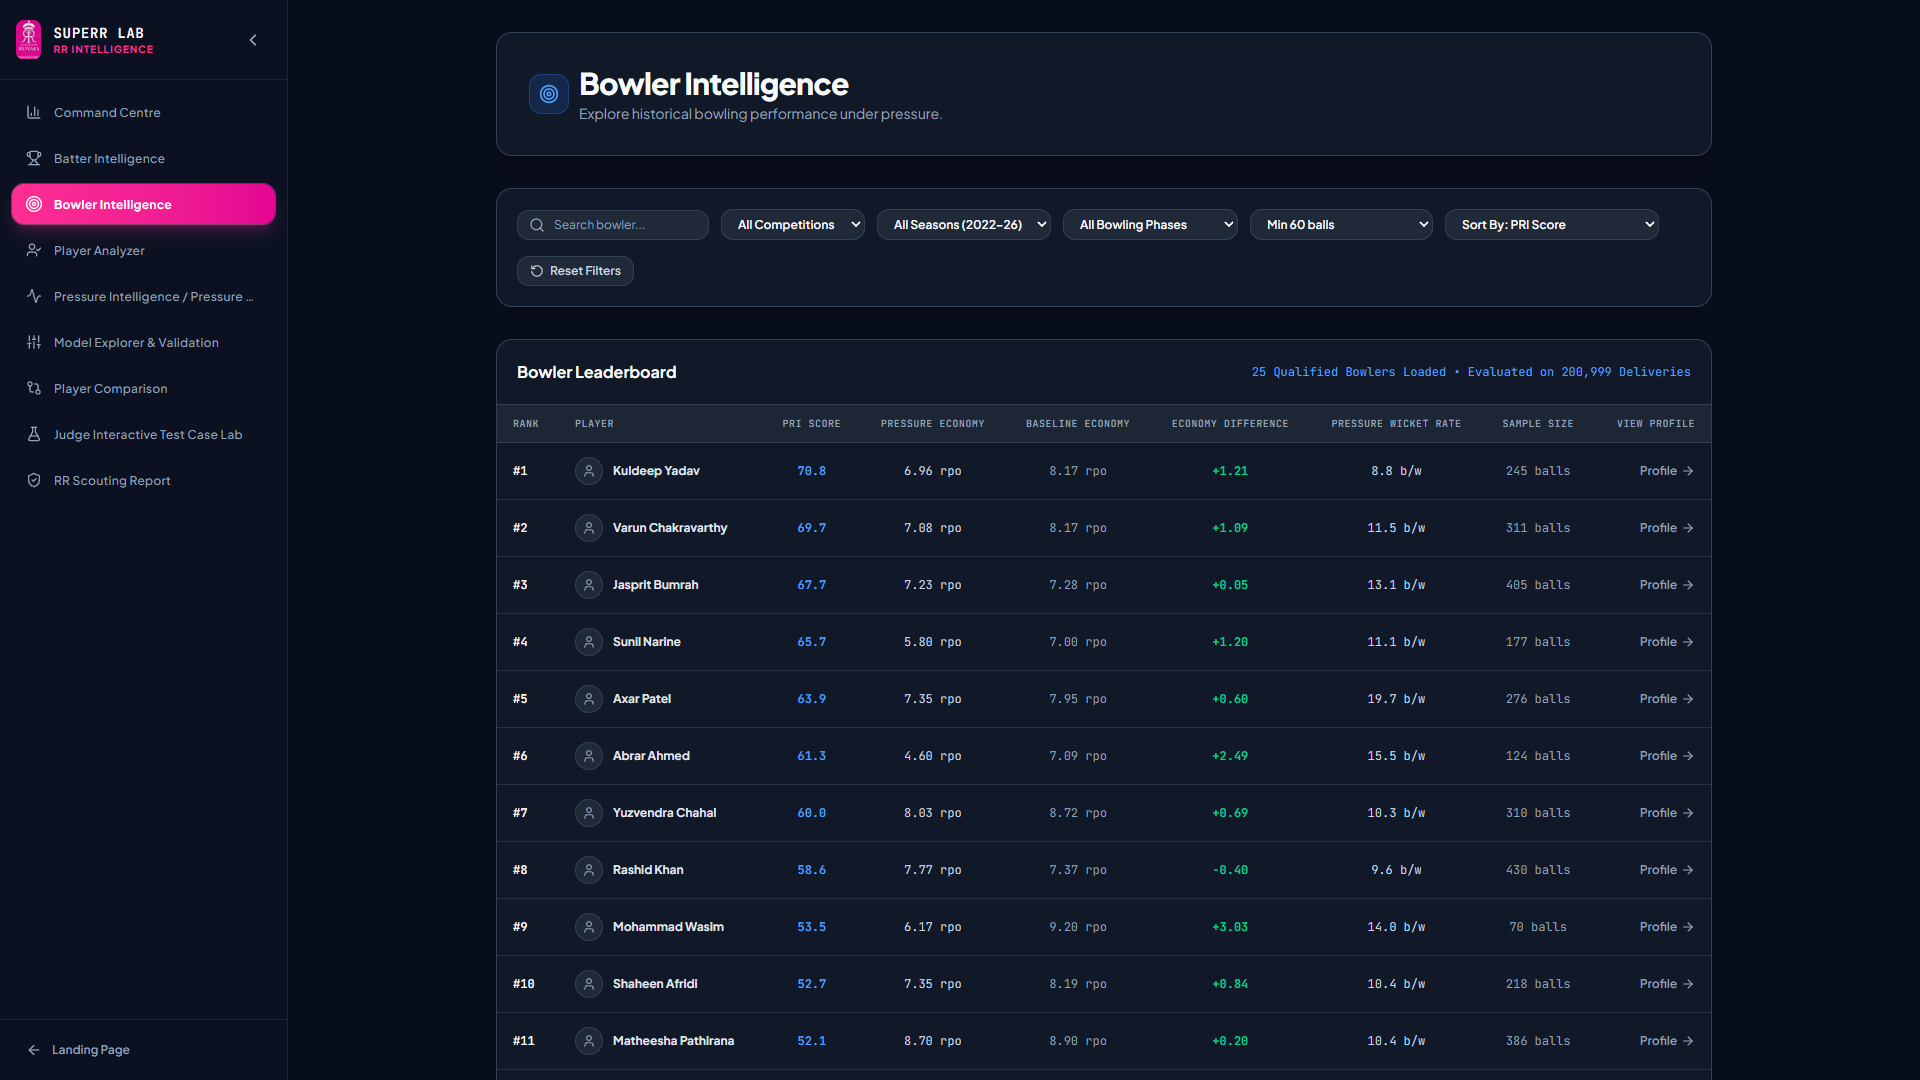 SUPERR LAB
RR INTELLIGENCE
Command Centre
Batter Intelligence
Bowler Intelligence
Player Analyzer
Pressure Intelligence / Pressure ...
Model Explorer & Validation
Player Comparison
Judge Interactive Test Case Lab
RR Scouting Report
Landing Page
Bowler Intelligence
Explore historical bowling performance under pressure.
Search bowler... All Competitions All Seasons (2022–26) All Bowling Phases Min 60 balls Sort By: PRI Score
Reset Filters
Bowler Leaderboard 25 Qualified Bowlers Loaded • Evaluated on 200,999 Deliveries
RANK PLAYER PRI SCORE PRESSURE ECONOMY BASELINE ECONOMY ECONOMY DIFFERENCE PRESSURE WICKET RATE SAMPLE SIZE VIEW PROFILE
#1 Kuldeep Yadav 70.8 6.96 rpo 8.17 rpo +1.21 8.8 b/w 245 balls Profile →
#2 Varun Chakravarthy 69.7 7.08 rpo 8.17 rpo +1.09 11.5 b/w 311 balls Profile →
#3 Jasprit Bumrah 67.7 7.23 rpo 7.28 rpo +0.05 13.1 b/w 405 balls Profile →
#4 Sunil Narine 65.7 5.80 rpo 7.00 rpo +1.20 11.1 b/w 177 balls Profile →
#5 Axar Patel 63.9 7.35 rpo 7.95 rpo +0.60 19.7 b/w 276 balls Profile →
#6 Abrar Ahmed 61.3 4.60 rpo 7.09 rpo +2.49 15.5 b/w 124 balls Profile →
#7 Yuzvendra Chahal 60.0 8.03 rpo 8.72 rpo +0.69 10.3 b/w 310 balls Profile →
#8 Rashid Khan 58.6 7.77 rpo 7.37 rpo -0.40 9.6 b/w 430 balls Profile →
#9 Mohammad Wasim 53.5 6.17 rpo 9.20 rpo +3.03 14.0 b/w 70 balls Profile →
#10 Shaheen Afridi 52.7 7.35 rpo 8.19 rpo +0.84 10.4 b/w 218 balls Profile →
#11 Matheesha Pathirana 52.1 8.70 rpo 8.90 rpo +0.20 10.4 b/w 386 balls Profile →